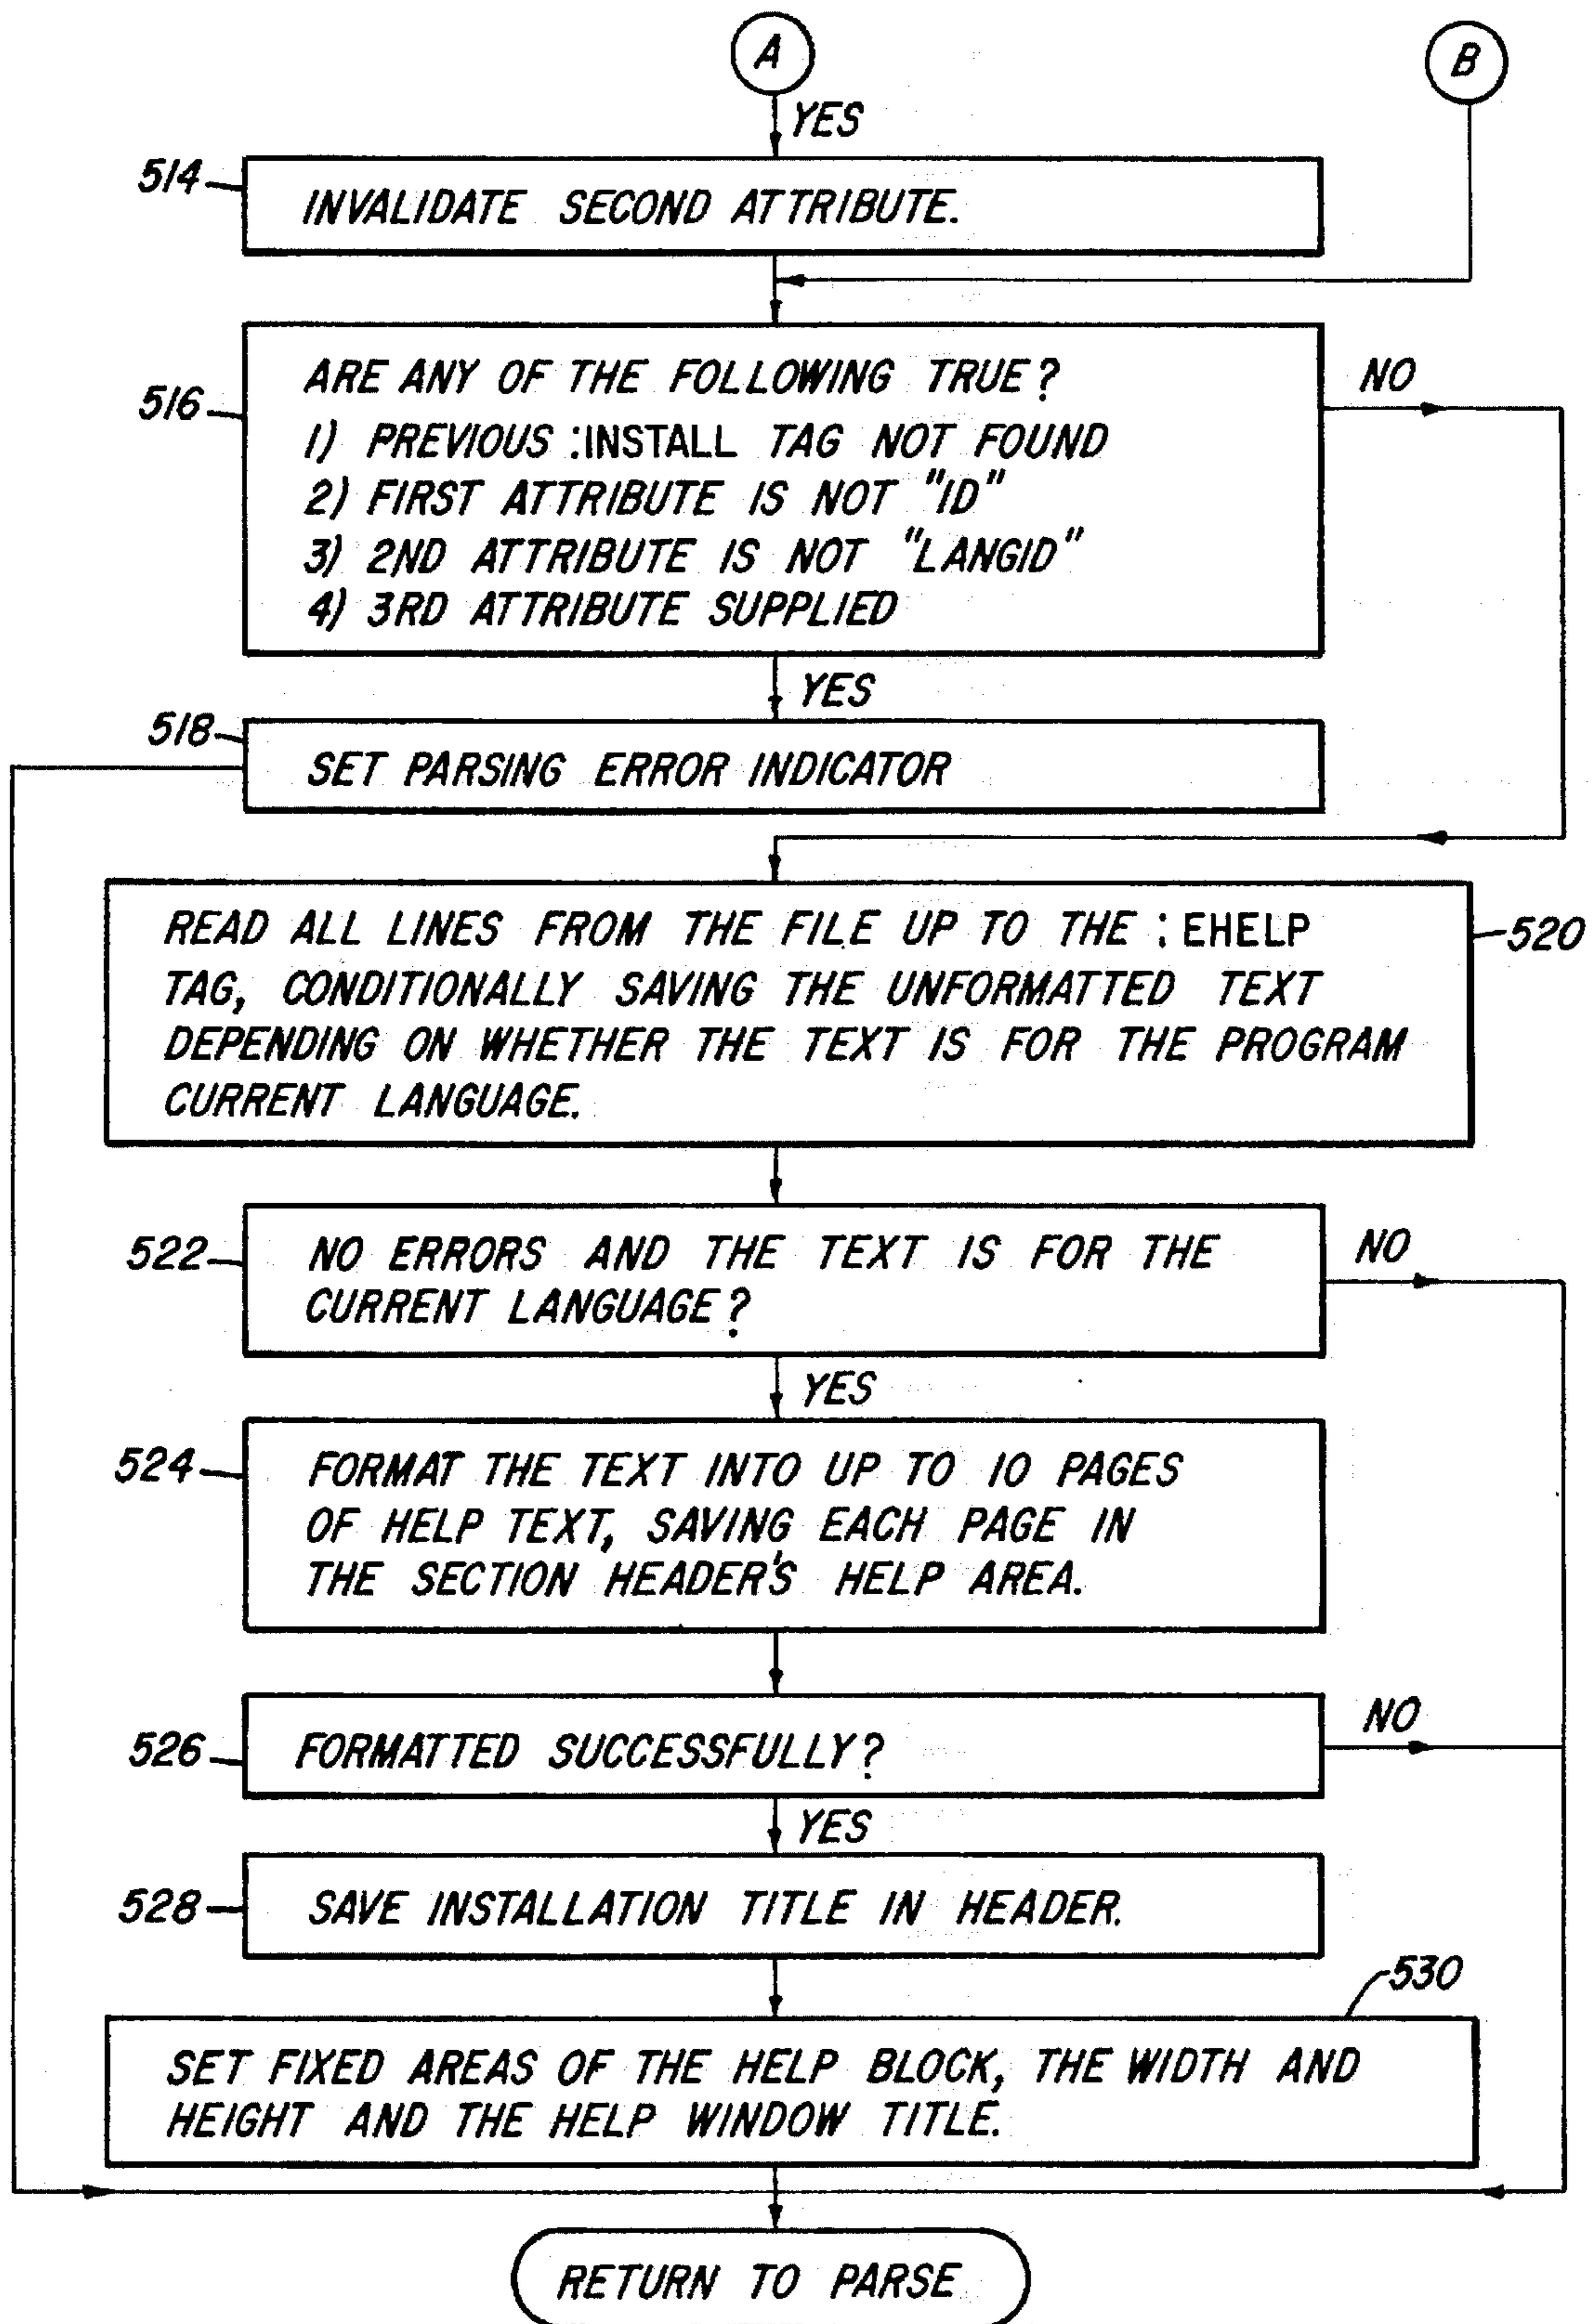 A
B
YES
514
INVALIDATE SECOND ATTRIBUTE.
516
ARE ANY OF THE FOLLOWING TRUE?
NO
1) PREVIOUS :INSTALL TAG NOT FOUND
2) FIRST ATTRIBUTE IS NOT "ID"
3) 2ND ATTRIBUTE IS NOT "LANGID"
4) 3RD ATTRIBUTE SUPPLIED
YES
518
SET PARSING ERROR INDICATOR
READ ALL LINES FROM THE FILE UP TO THE :EHELP
520
TAG, CONDITIONALLY SAVING THE UNFORMATTED TEXT
DEPENDING ON WHETHER THE TEXT IS FOR THE PROGRAM
CURRENT LANGUAGE.
522
NO ERRORS AND THE TEXT IS FOR THE
NO
CURRENT LANGUAGE?
YES
524
FORMAT THE TEXT INTO UP TO 10 PAGES
OF HELP TEXT, SAVING EACH PAGE IN
THE SECTION HEADER'S HELP AREA.
526
FORMATTED SUCCESSFULLY?
NO
YES
528
SAVE INSTALLATION TITLE IN HEADER.
530
SET FIXED AREAS OF THE HELP BLOCK, THE WIDTH AND
HEIGHT AND THE HELP WINDOW TITLE.
RETURN TO PARSE